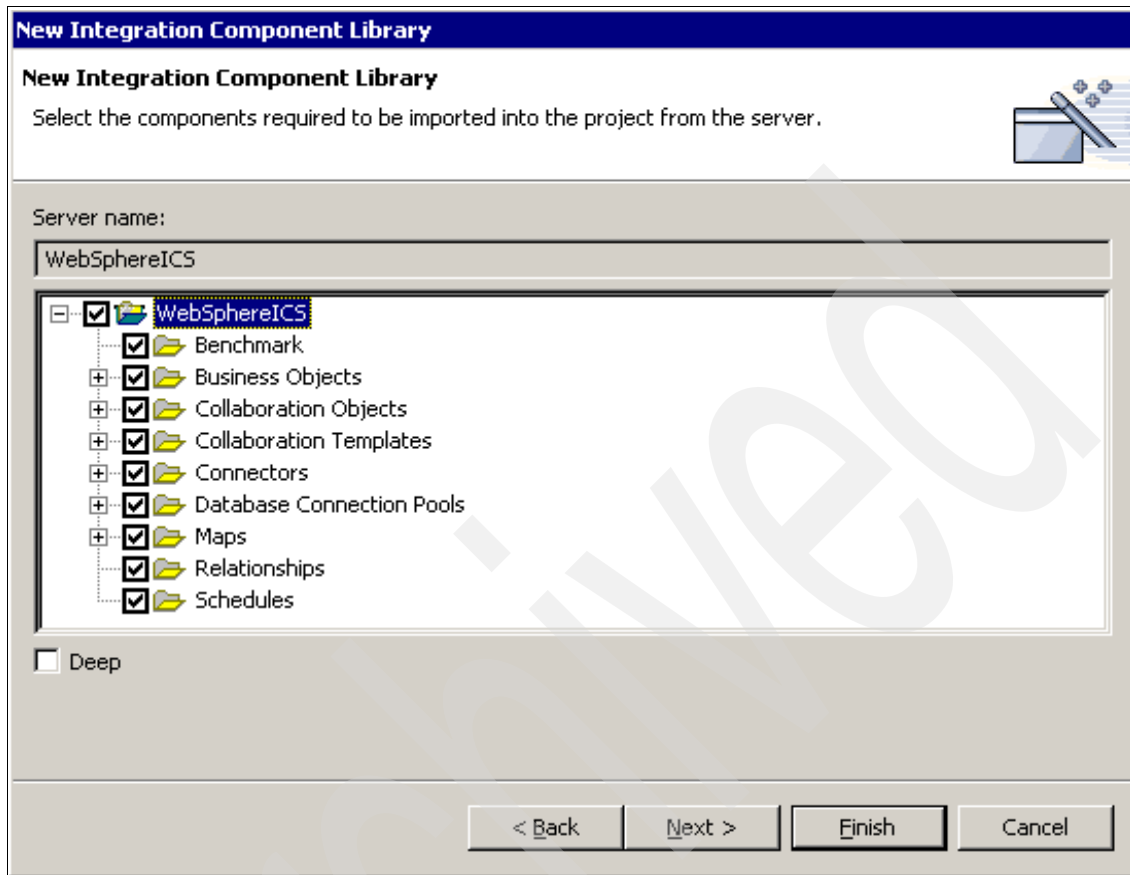 New Integration Component Library
New Integration Component Library
Select the components required to be imported into the project from the server.
Server name:
WebSphereICS
WebSphereICS
Benchmark
Business Objects
Collaboration Objects
Collaboration Templates
Connectors
Database Connection Pools
Maps
Relationships
Schedules
Deep
< Back Next > Finish Cancel